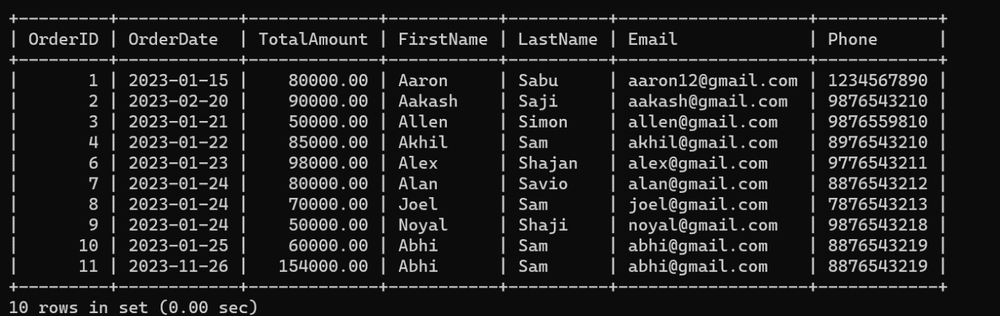 +---------+------------+-------------+-----------+----------+--------------------+------------+
| OrderID | OrderDate  | TotalAmount | FirstName | LastName | Email              | Phone      |
+---------+------------+-------------+-----------+----------+--------------------+------------+
|       1 | 2023-01-15 |    80000.00 | Aaron     | Sabu     | aaron12@gmail.com | 1234567890 |
|       2 | 2023-02-20 |    90000.00 | Aakash    | Saji     | aakash@gmail.com  | 9876543210 |
|       3 | 2023-01-21 |    50000.00 | Allen     | Simon    | allen@gmail.com   | 9876559810 |
|       4 | 2023-01-22 |    85000.00 | Akhil     | Sam      | akhil@gmail.com   | 8976543210 |
|       6 | 2023-01-23 |    98000.00 | Alex      | Shajan   | alex@gmail.com    | 9776543211 |
|       7 | 2023-01-24 |    80000.00 | Alan      | Savio    | alan@gmail.com    | 8876543212 |
|       8 | 2023-01-24 |    70000.00 | Joel      | Sam      | joel@gmail.com    | 7876543213 |
|       9 | 2023-01-24 |    50000.00 | Noyal     | Shaji    | noyal@gmail.com   | 9876543218 |
|      10 | 2023-01-25 |    60000.00 | Abhi      | Sam      | abhi@gmail.com    | 8876543219 |
|      11 | 2023-11-26 |   154000.00 | Abhi      | Sam      | abhi@gmail.com    | 8876543219 |
+---------+------------+-------------+-----------+----------+--------------------+------------+
10 rows in set (0.00 sec)